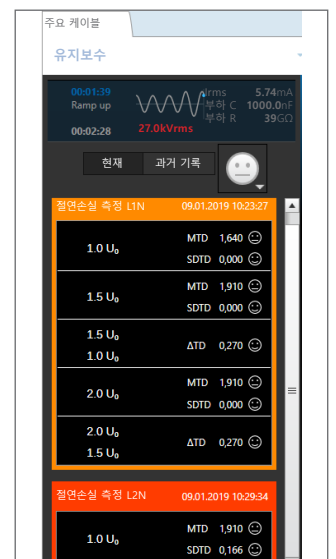 주요 케이블
유지보수
00:01:39 Irms 5.74mA
Ramp up 부하 C 1000.0nF
부하 R 39GΩ
00:02:28 27.0kVrms
현재 과거 기록
절연손실 측정 L1N 09.01.2019 10:23:27
1.0 U₀ MTD 1,640
SDTD 0,000
1.5 U₀ MTD 1,910
SDTD 0,000
1.5 U₀
1.0 U₀ ΔTD 0,270
2.0 U₀ MTD 1,910
SDTD 0,000
2.0 U₀
1.5 U₀ ΔTD 0,270
절연손실 측정 L2N 09.01.2019 10:29:34
1.0 U₀ MTD 1,910
SDTD 0,166